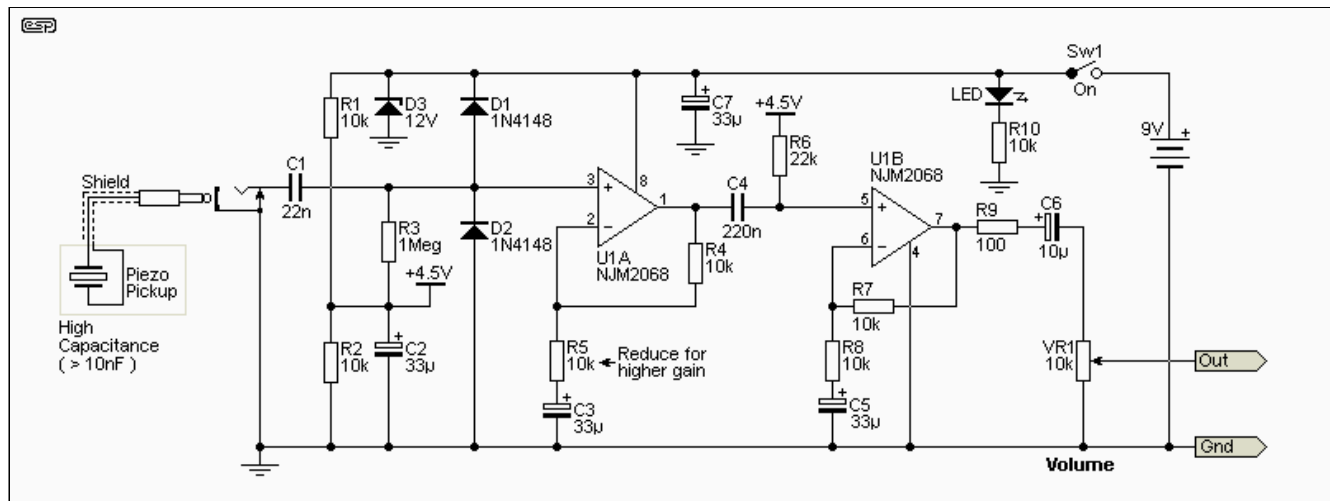 esp
Sw1
On
R1
10k
D3
12V
D1
1N4148
C7
33µ
+4.5V
LED
R10
10k
9V
+
R6
22k
U1B
NJM2068
Shield
C1
22n
3
+
8
2
−
1
C4
220n
5
+
6
−
7
4
R9
100
+
C6
10µ
R3
1Meg
D2
1N4148
U1A
NJM2068
R4
10k
+4.5V
Piezo
Pickup
High
Capacitance
( > 10nF )
R2
10k
+
C2
33µ
R5
10k
Reduce for
higher gain
R7
10k
R8
10k
VR1
10k
Out
+
C3
33µ
+
C5
33µ
Gnd
Volume